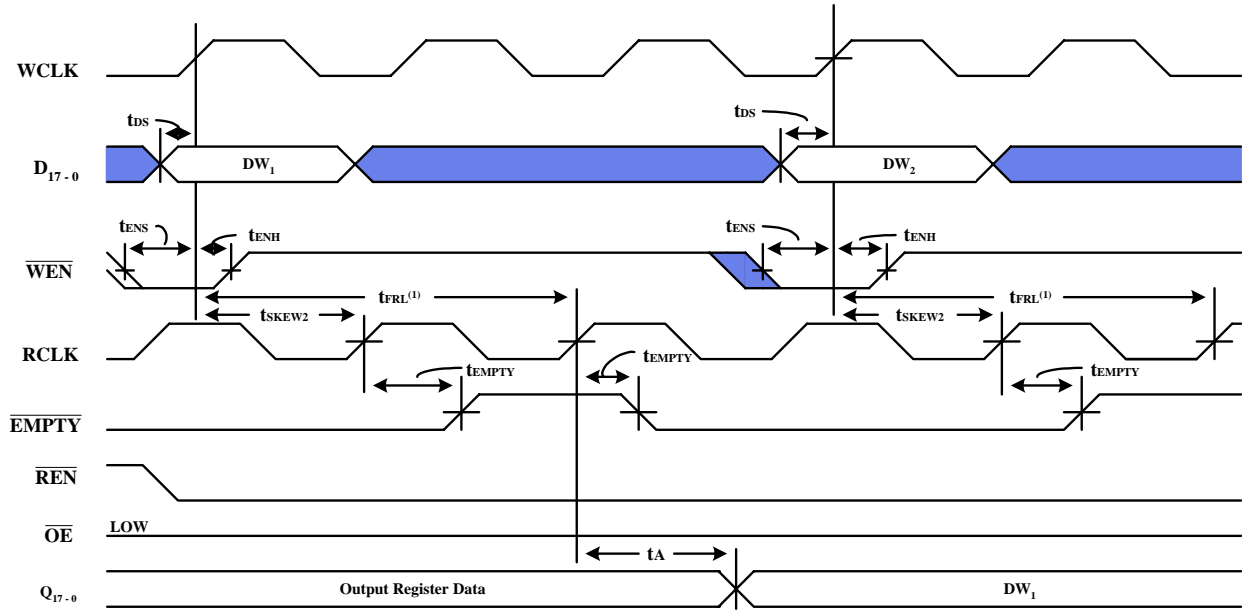 WCLK
tDS
tDS
D17 - 0
DW1
DW2
tENS
tENH
tENS
tENH
WEN
tFRL(1)
tFRL(1)
tSKEW2
tSKEW2
RCLK
tEMPTY
tEMPTY
tEMPTY
EMPTY
REN
OE
LOW
tA
Q17 - 0
Output Register Data
DW1